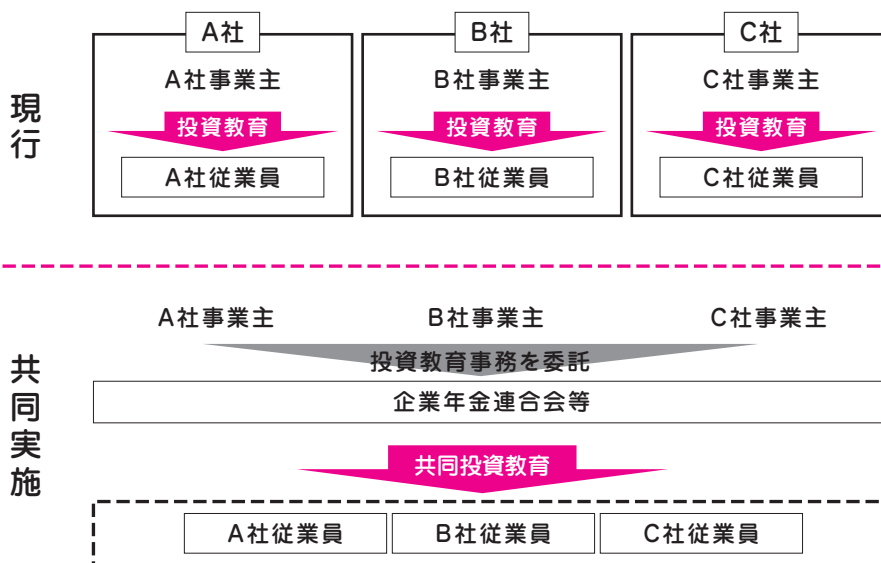 現行
A社 B社 C社
A社事業主 B社事業主 C社事業主
投資教育 投資教育 投資教育
A社従業員 B社従業員 C社従業員
共同実施
A社事業主 B社事業主 C社事業主
投資教育事務を委託
企業年金連合会等
共同投資教育
A社従業員 B社従業員 C社従業員